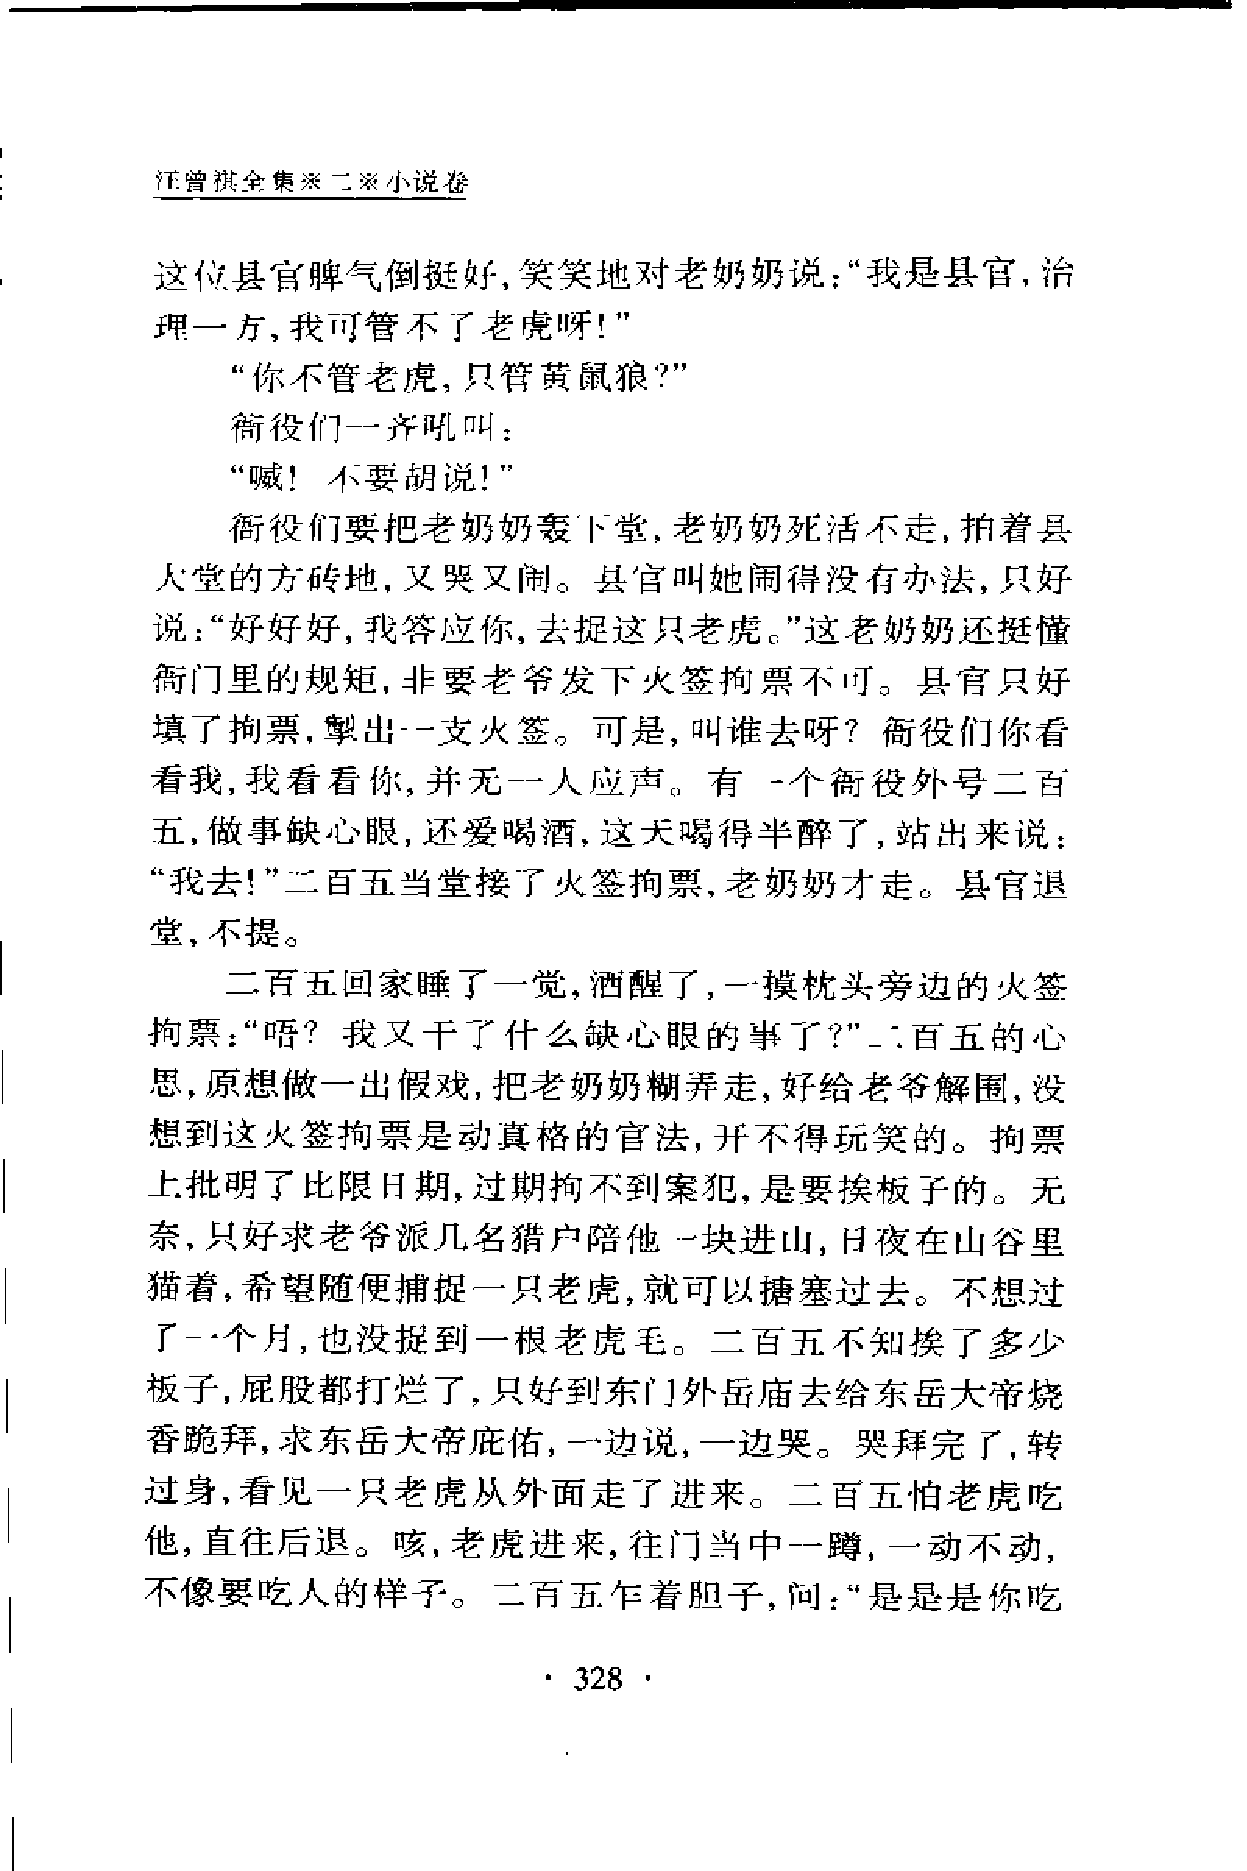 汪曾祺全集※二※小说卷
这位县官脾气倒挺好,笑笑地对老奶奶说:“我是县官,治
理一方,我可管不了老虎呀!”
“你不管老虎,只管黄鼠狼?”
衙役们一齐吼叫:
“喊! 不要胡说!”
衙役们要把老奶奶轰下堂,老奶奶死活不走,拍着县
大堂的方砖地,又哭又闹。县官叫她闹得没有办法,只好
说:“好好好,我答应你,去捉这只老虎。”这老奶奶还挺懂
衙门里的规矩,非要老爷发下火签拘票不可。县官只好
填了拘票,掣出一支火签。可是,叫谁去呀? 衙役们你看
看我,我看看你,并无一人应声。有一个衙役外号二百
五,做事缺心眼,还爱喝酒,这天喝得半醉了,站出来说:
“我去!”二百五当堂接了火签拘票,老奶奶才走。县官退
堂,不提。
二百五回家睡了一觉,酒醒了,一摸枕头旁边的火签
拘票:“唔? 我又干了什么缺心眼的事了?”二百五的心
思,原想做一出假戏,把老奶奶糊弄走,好给老爷解围,没
想到这火签拘票是动真格的官法,开不得玩笑的。拘票
上批明了比限日期,过期拘不到案犯,是要挨板子的。无
奈,只好求老爷派几名猎户陪他一块进山,日夜在山谷里
猫着,希望随便捕捉一只老虎,就可以搪塞过去。不想过
了一个月,也没捉到一根老虎毛。二百五不知挨了多少
板子,屁股都打烂了,只好到东门外岳庙去给东岳大帝烧
香跪拜,求东岳大帝庇佑,一边说,一边哭。哭拜完了,转
过身,看见一只老虎从外面走了进来。二百五怕老虎吃
他,直往后退。咳,老虎进来,往门当中一蹲,一动不动,
不像要吃人的样子。二百五乍着胆子,问:“是是是你吃
· 328 ·